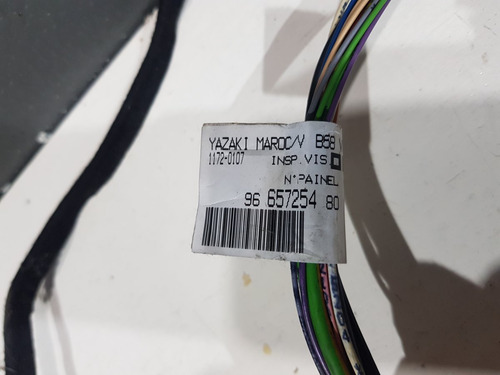 YAZAKI MAROC/V B58
1172-0107 INSP.VIS
N°PAINEL
96 657254 80